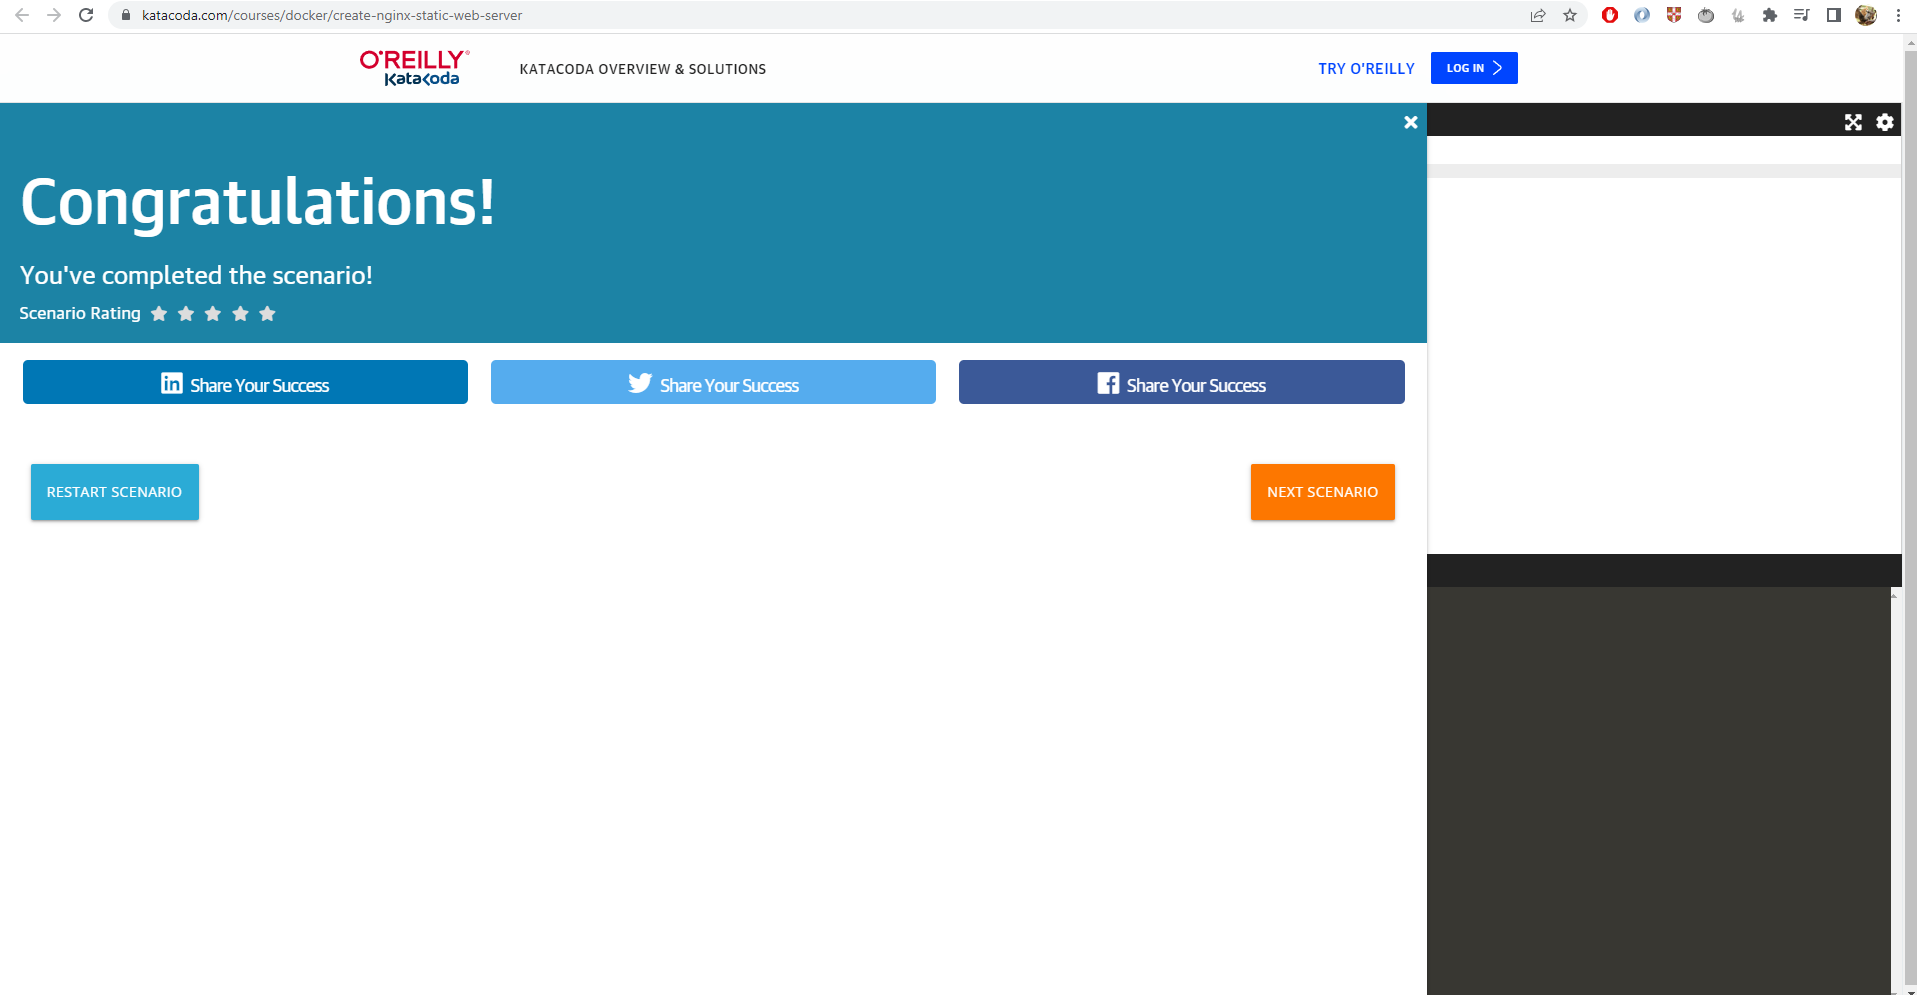 katacoda.com/courses/docker/create-nginx-static-web-server
O'REILLY®
KataKoda
KATACODA OVERVIEW & SOLUTIONS
TRY O'REILLY
LOG IN
Congratulations!
You've completed the scenario!
Scenario Rating
Share Your Success
Share Your Success
Share Your Success
RESTART SCENARIO
NEXT SCENARIO